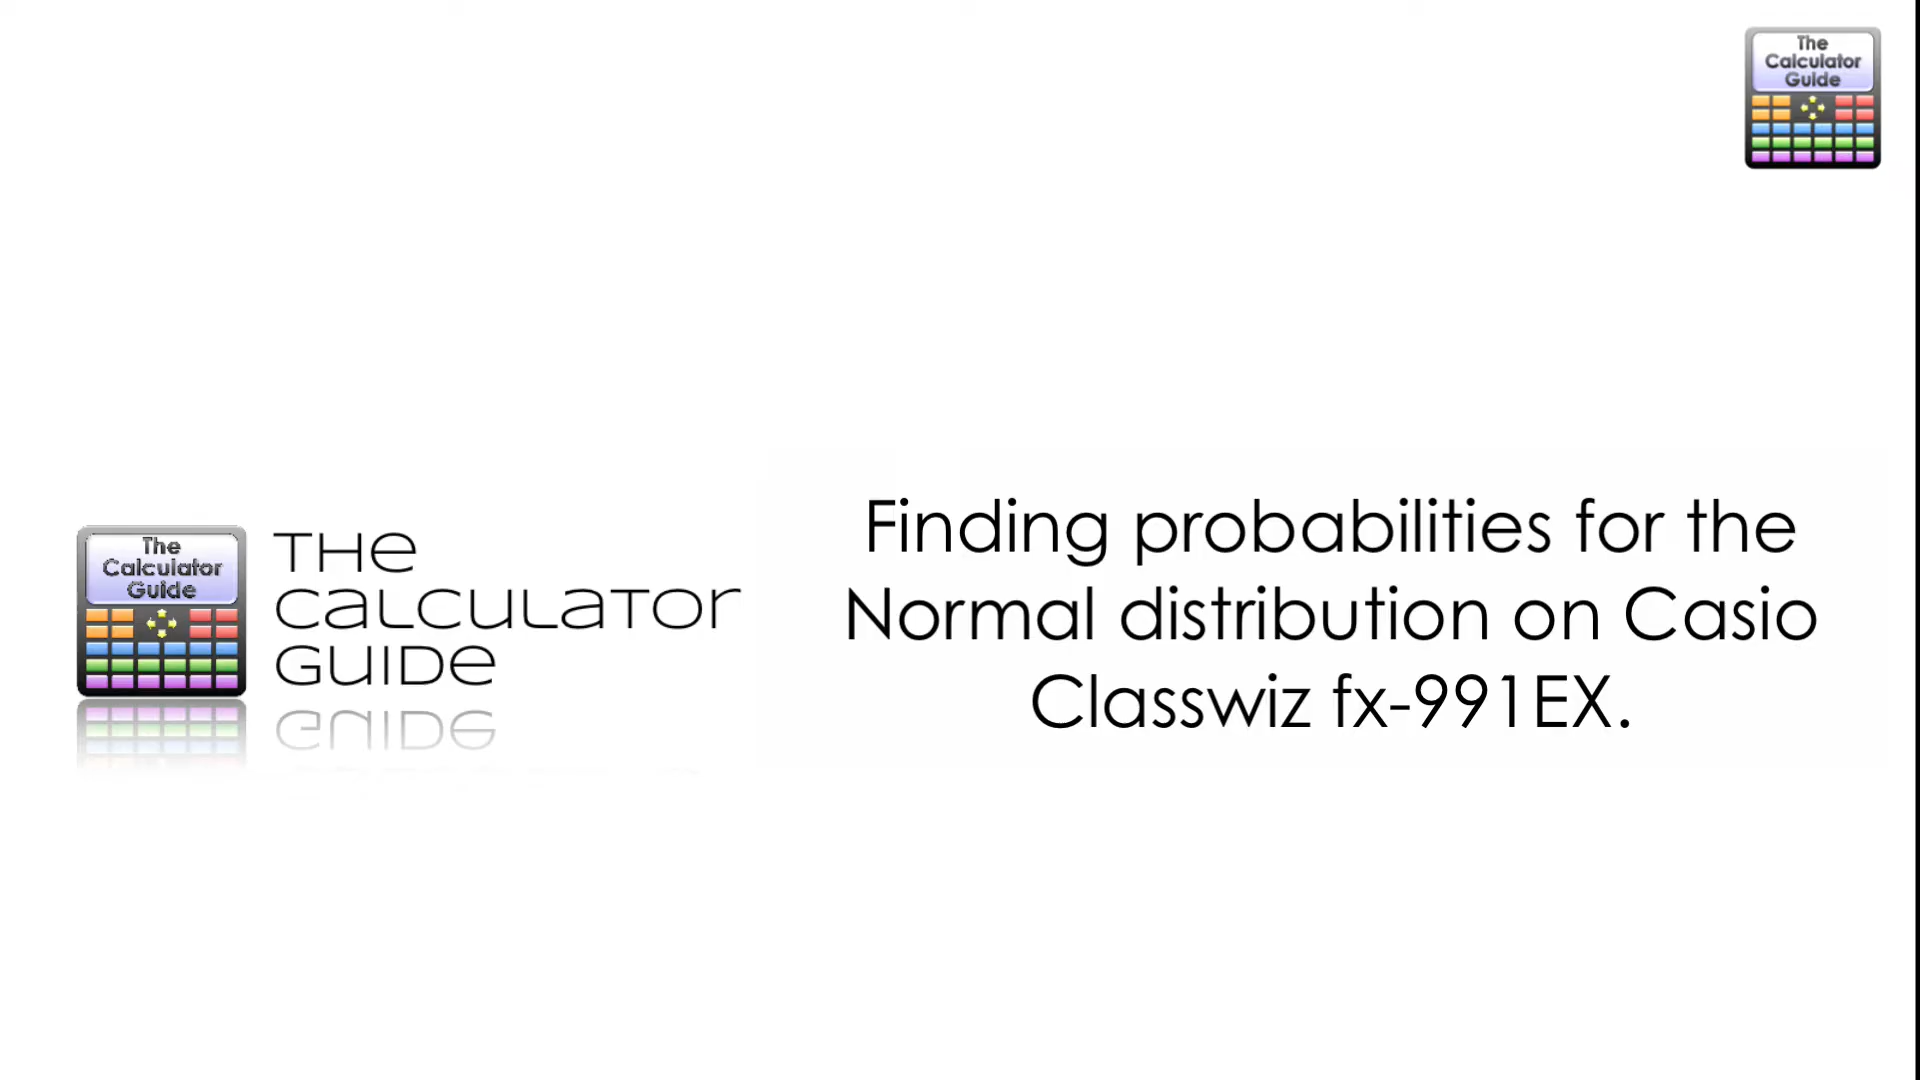 The
Calculator
Guide
The
Calculator
Guide
THE
CALCULATOR
GUIDE
Finding probabilities for the
Normal distribution on Casio
Classwiz fx-991EX.